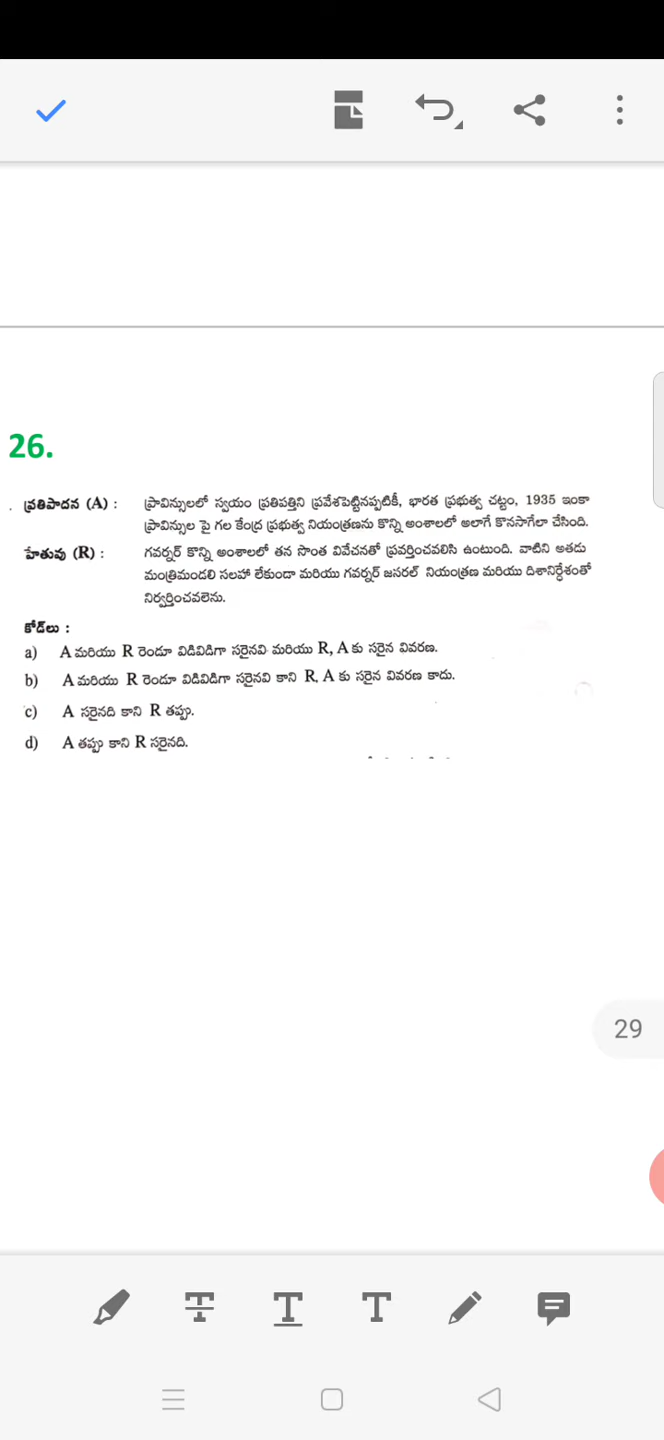 26.
. ప్రతిపాదన (A) : ప్రావిన్సులలో స్వయం ప్రతిపత్తిని ప్రవేశపెట్టినప్పటికీ, భారత ప్రభుత్వ చట్టం, 1935 ఇంకా
ప్రావిన్సుల పై గల కేంద్ర ప్రభుత్వ నియంత్రణను కొన్ని అంశాలలో అలాగే కొనసాగేలా చేసింది.
హేతువు (R) : గవర్నర్ కొన్ని అంశాలలో తన సొంత వివేచనతో ప్రవర్తించవలిసి ఉంటుంది. వాటిని అతడు
మంత్రిమండలి సలహా లేకుండా మరియు గవర్నర్ జనరల్ నియంత్రణ మరియు దిశానిర్ధేశంతో
నిర్వర్తించవలెను.
కోడ్‌లు :
a) A మరియు R రెండూ విడివిడిగా సరైనవి మరియు R, A కు సరైన వివరణ.
b) A మరియు R రెండూ విడివిడిగా సరైనవి కాని R, A కు సరైన వివరణ కాదు.
c) A సరైనది కాని R తప్పు.
d) A తప్పు కాని R సరైనది.
29